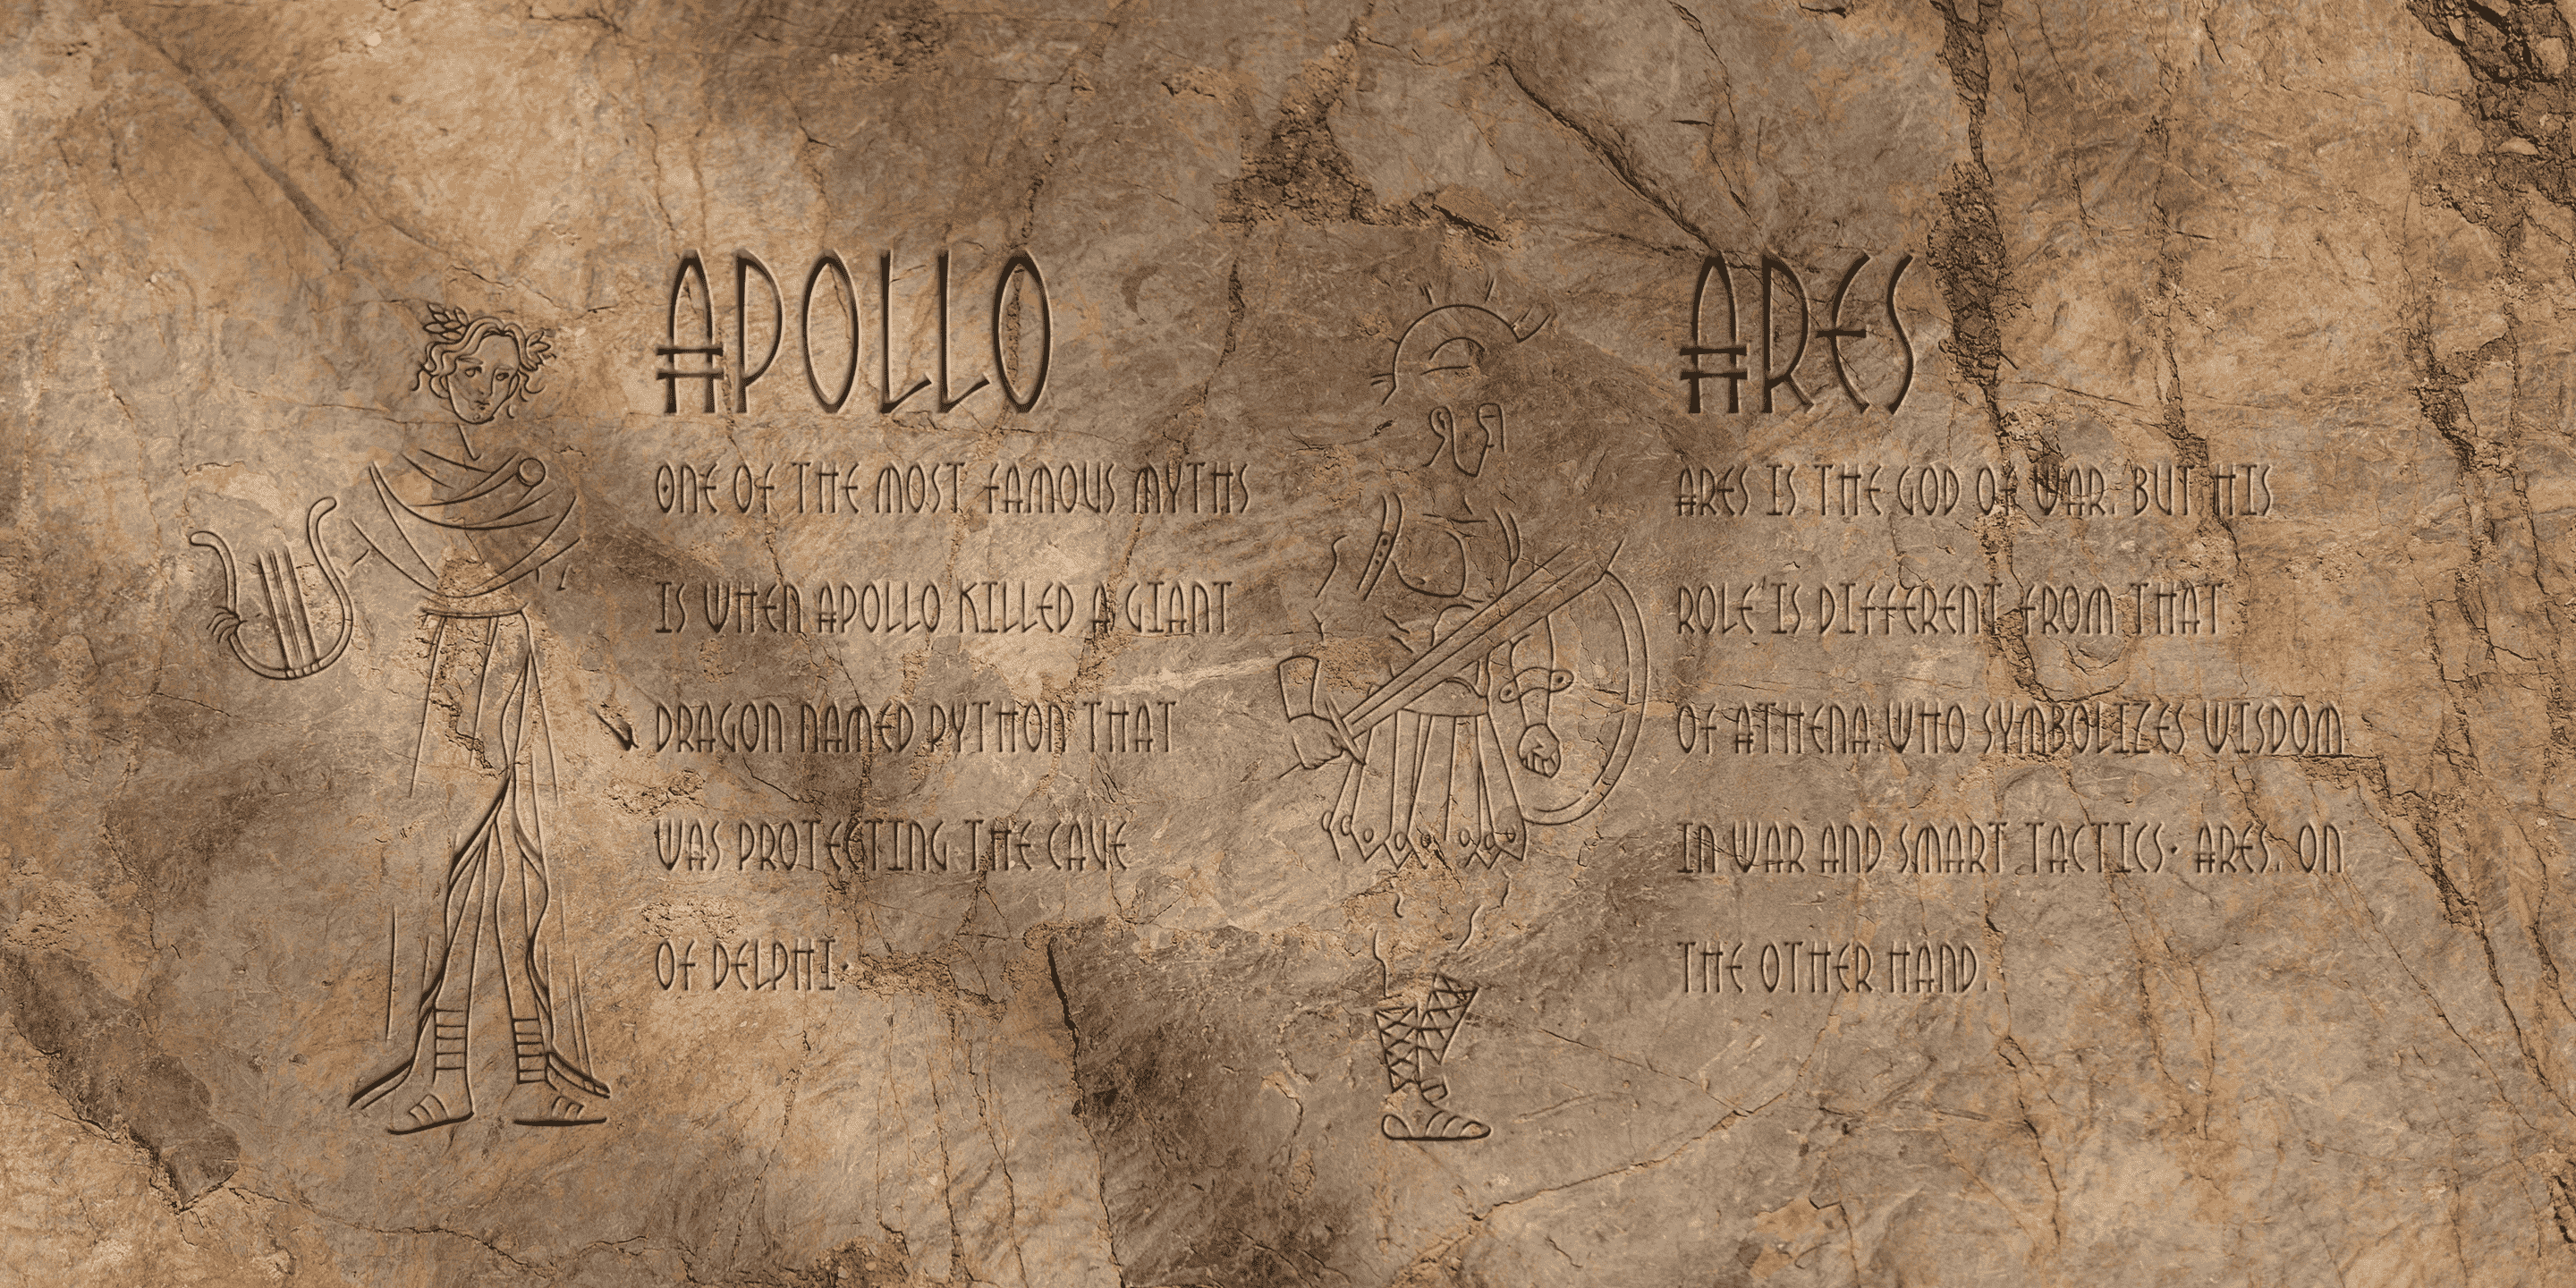 APOLLO
ONE OF THE MOST FAMOUS MYTHS
IS WHEN APOLLO KILLED A GIANT
DRAGON NAMED PYTHON THAT
WAS PROTECTING THE CAVE
OF DELPHI.
ARES
ARES IS THE GOD OF WAR, BUT HIS
ROLE IS DIFFERENT FROM THAT
OF ATHENA WHO SYMBOLIZES WISDOM
IN WAR AND SMART TACTICS. ARES, ON
THE OTHER HAND,